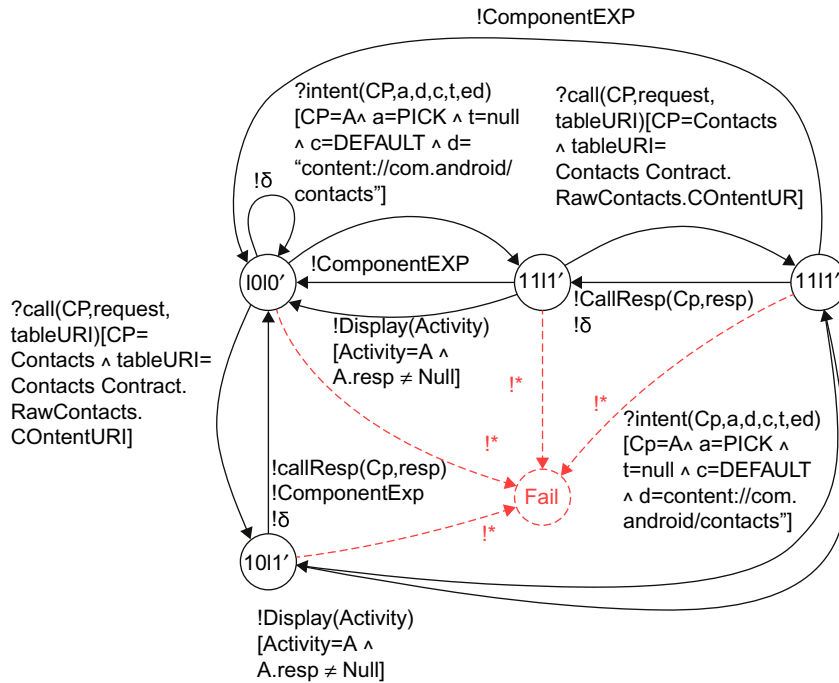 !ComponentEXP
?intent(CP,a,d,c,t,ed)
[CP=A˄ a=PICK ˄ t=null
˄ c=DEFAULT ˄ d=
“content://com.android/
contacts”]
?call(CP,request,
tableURI)[CP=Contacts
˄ tableURI=
Contacts Contract.
RawContacts.COntentUR]
!δ
l0l0′
!ComponentEXP
11l1′
11l1′
!CallResp(Cp,resp)
!δ
?call(CP,request,
tableURI)[CP=
Contacts ˄ tableURI=
Contacts Contract.
RawContacts.
COntentURI]
!Display(Activity)
[Activity=A ˄
A.resp ≠ Null]
!*
!*
!*
?intent(Cp,a,d,c,t,ed)
[Cp=A˄ a=PICK ˄
t=null ˄ c=DEFAULT
˄ d=content://com.
android/contacts”]
!callResp(Cp,resp)
!ComponentExp
!δ
Fail
!*
10l1′
!Display(Activity)
[Activity=A ˄
A.resp ≠ Null]